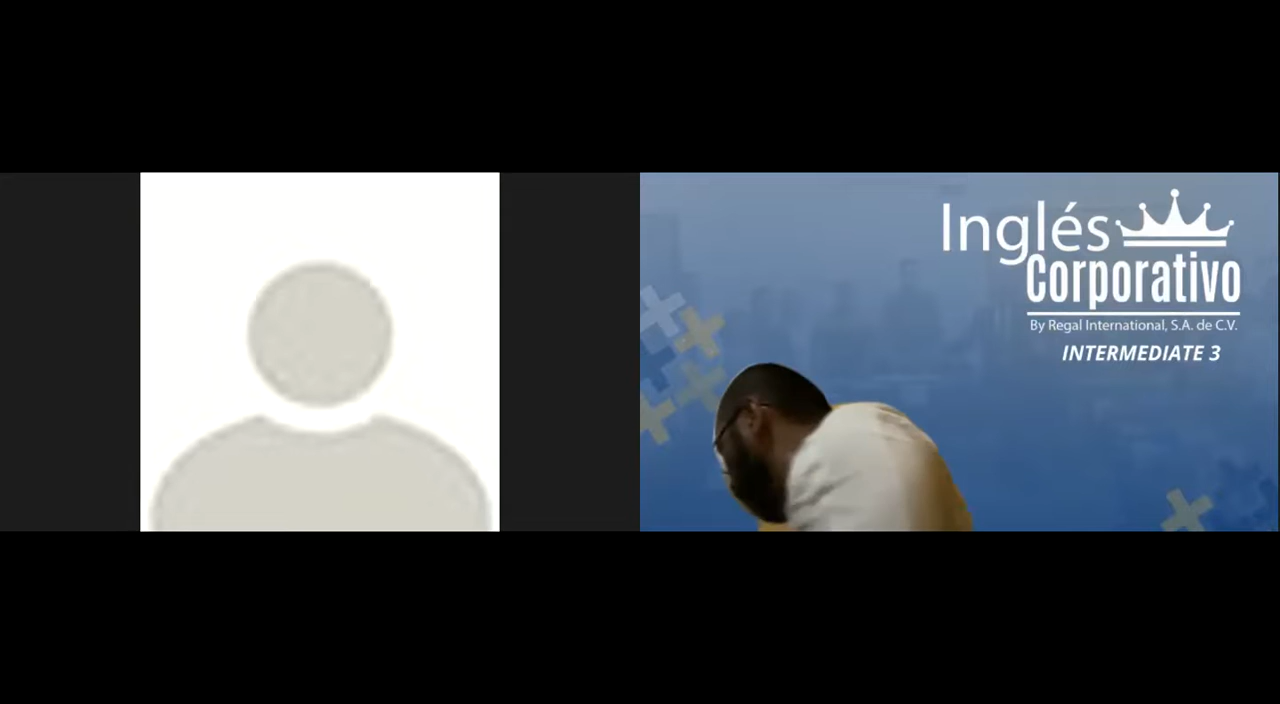 Inglés
Corporativo
By Regal International, S.A. de C.V.
INTERMEDIATE 3